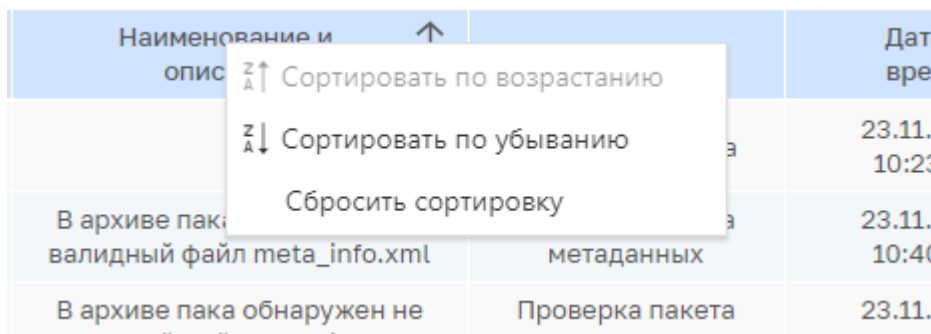 Наименование и
опис
Дат
вре
Сортировать по возрастанию
Сортировать по убыванию
Сбросить сортировку
а
23.11.
10:23
В архиве пака
валидный файл meta_info.xml
а
метаданных
23.11.
10:40
В архиве пака обнаружен не
Проверка пакета
23.11.